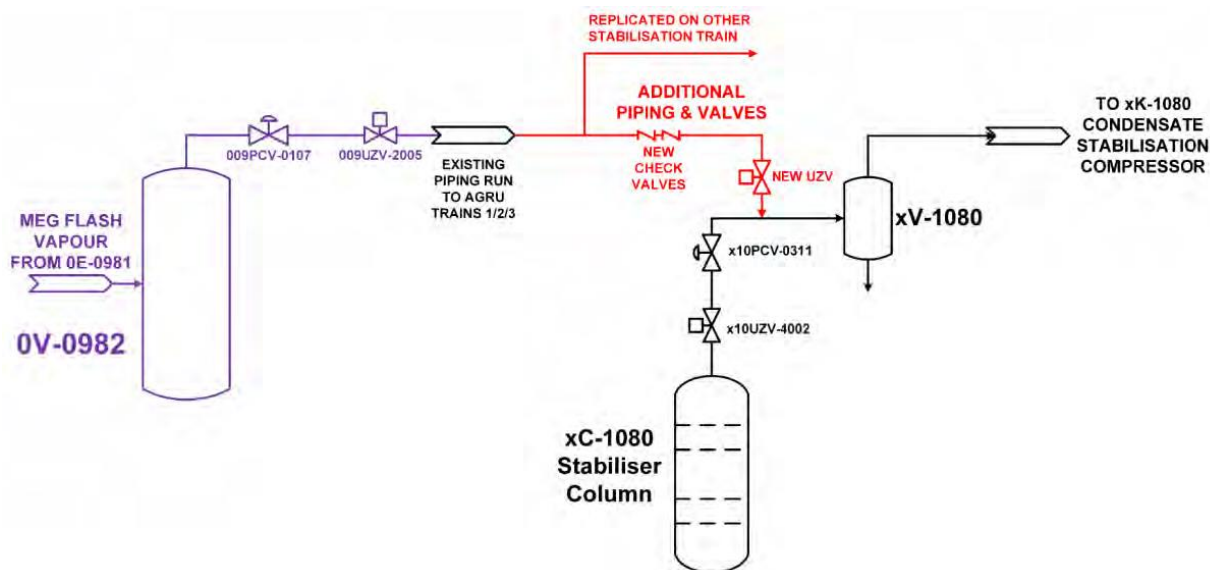 REPLICATED ON OTHER
STABILISATION TRAIN
ADDITIONAL
PIPING & VALVES
TO xK-1080
CONDENSATE
STABILISATION
COMPRESSOR
009PCV-0107
009UZV-2005
EXISTING
PIPING RUN
TO AGRU
TRAINS 1/2/3
NEW
CHECK
VALVES
NEW UZV
MEG FLASH
VAPOUR
FROM 0E-0981
0V-0982
xV-1080
x10PCV-0311
x10UZV-4002
xC-1080
Stabiliser
Column